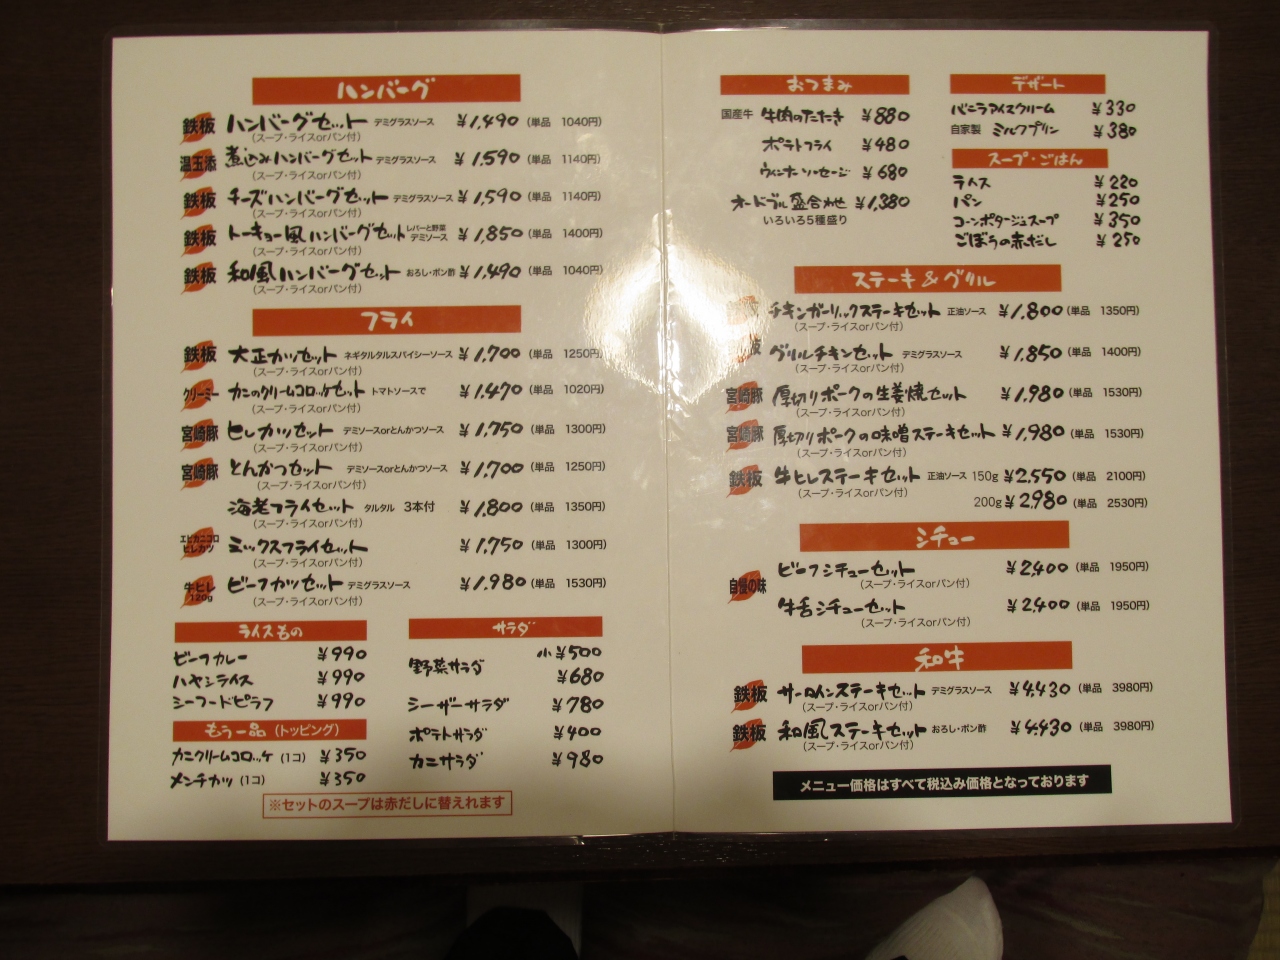 ハンバーグ
鉄板 ハンバーグセット デミグラスソース ¥1,490 (単品 1040円)
(スープ・ライスorパン付)
温玉添 煮込みハンバーグセット デミグラスソース ¥1,590 (単品 1140円)
(スープ・ライスorパン付)
鉄板 チーズハンバーグセット デミグラスソース ¥1,590 (単品 1140円)
(スープ・ライスorパン付)
鉄板 トーキョー風ハンバーグセット レバーと野菜 デミソース ¥1,850 (単品 1400円)
(スープ・ライスorパン付)
鉄板 和風ハンバーグセット おろし・ポン酢 ¥1,490 (単品 1040円)
(スープ・ライスorパン付)
フライ
鉄板 大正カツセット ネギタルタルスパイシーソース ¥1,700 (単品 1250円)
(スープ・ライスorパン付)
クリーミー カニのクリームコロッケセット トマトソースで ¥1,470 (単品 1020円)
(スープ・ライスorパン付)
宮崎豚 ヒレカツセット デミソースorとんかつソース ¥1,750 (単品 1300円)
(スープ・ライスorパン付)
宮崎豚 とんかつセット デミソースorとんかつソース ¥1,700 (単品 1250円)
(スープ・ライスorパン付)
海老フライセット タルタル 3本付 ¥1,800 (単品 1350円)
(スープ・ライスorパン付)
エビカニコロ ヒレカツ ミックスフライセット ¥1,750 (単品 1300円)
(スープ・ライスorパン付)
牛ヒレ 120g ビーフカツセット デミグラスソース ¥1,980 (単品 1530円)
(スープ・ライスorパン付)
ライスもの
ビーフカレー ¥990
ハヤシライス ¥990
シーフードピラフ ¥990
もう一品 (トッピング)
カニクリームコロッケ (1コ) ¥350
メンチカツ (1コ) ¥350
サラダ
野菜サラダ 小¥500
¥680
シーザーサラダ ¥780
ポテトサラダ ¥400
カニサラダ ¥980
※セットのスープは赤だしに替えれます
おつまみ
国産牛 牛肉のたたき ¥880
ポテトフライ ¥480
ウィンナーソーセージ ¥680
オードブル盛合わせ ¥1,380
いろいろ5種盛り
デザート
バニラアイスクリーム ¥330
自家製 ミルクプリン ¥380
スープ・ごはん
ライス ¥220
パン ¥250
コーンポタージュスープ ¥350
ごぼうの赤だし ¥250
ステーキ&グリル
チキンガーリックステーキセット 正油ソース ¥1,800 (単品 1350円)
(スープ・ライスorパン付)
グリルチキンセット デミグラスソース ¥1,850 (単品 1400円)
(スープ・ライスorパン付)
宮崎豚 厚切りポークの生姜焼セット ¥1,980 (単品 1530円)
(スープ・ライスorパン付)
宮崎豚 厚切りポークの味噌ステーキセット ¥1,980 (単品 1530円)
(スープ・ライスorパン付)
鉄板 牛ヒレステーキセット 正油ソース 150g ¥2,550 (単品 2100円)
(スープ・ライスorパン付) 200g ¥2,980 (単品 2530円)
シチュー
自慢の味 ビーフシチューセット ¥2,400 (単品 1950円)
(スープ・ライスorパン付)
牛舌シチューセット ¥2,400 (単品 1950円)
(スープ・ライスorパン付)
和牛
鉄板 サーロインステーキセット デミグラスソース ¥4,430 (単品 3980円)
(スープ・ライスorパン付)
鉄板 和風ステーキセット おろし・ポン酢 ¥4,430 (単品 3980円)
(スープ・ライスorパン付)
メニュー価格はすべて税込み価格となっております